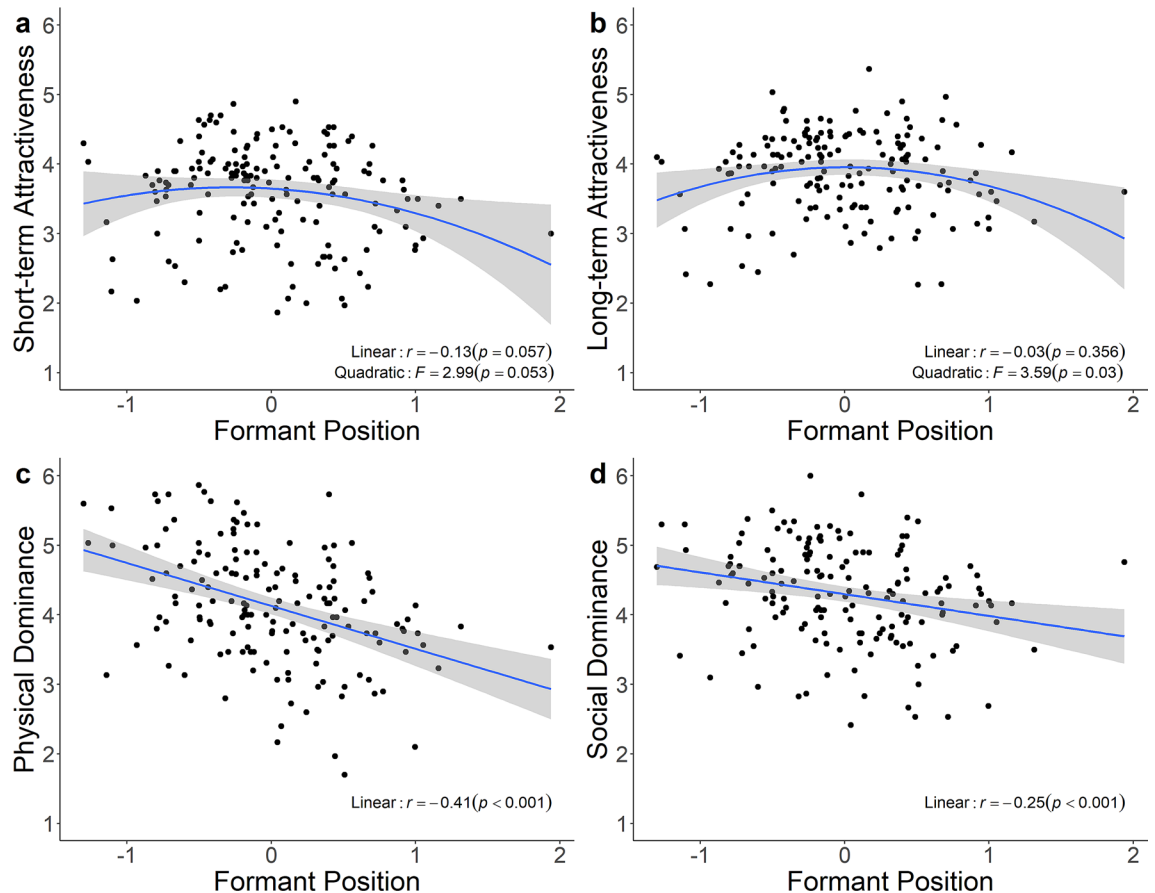 a
Short-term Attractiveness
6
5
4
3
2
1
Linear : r = −0.13(p = 0.057)
Quadratic : F = 2.99(p = 0.053)
-1 0 1 2
Formant Position
b
Long-term Attractiveness
6
5
4
3
2
1
Linear : r = −0.03(p = 0.356)
Quadratic : F = 3.59(p = 0.03)
-1 0 1 2
Formant Position
c
Physical Dominance
6
5
4
3
2
1
Linear : r = −0.41(p < 0.001)
-1 0 1 2
Formant Position
d
Social Dominance
6
5
4
3
2
1
Linear : r = −0.25(p < 0.001)
-1 0 1 2
Formant Position